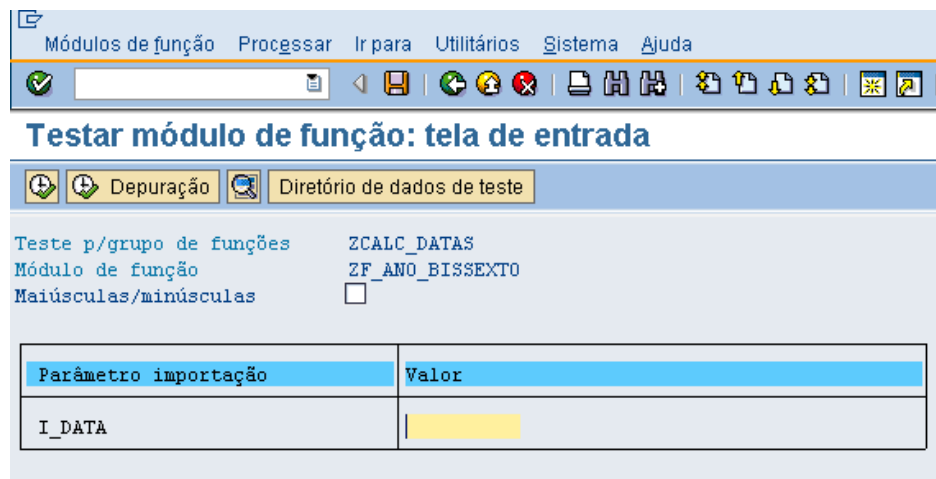 Módulos de função Processar Ir para Utilitários Sistema Ajuda
Testar módulo de função: tela de entrada
Depuração Diretório de dados de teste
Teste p/grupo de funções ZCALC_DATAS
Módulo de função ZF_ANO_BISSEXTO
Maiúsculas/minúsculas
Parâmetro importação Valor
I_DATA